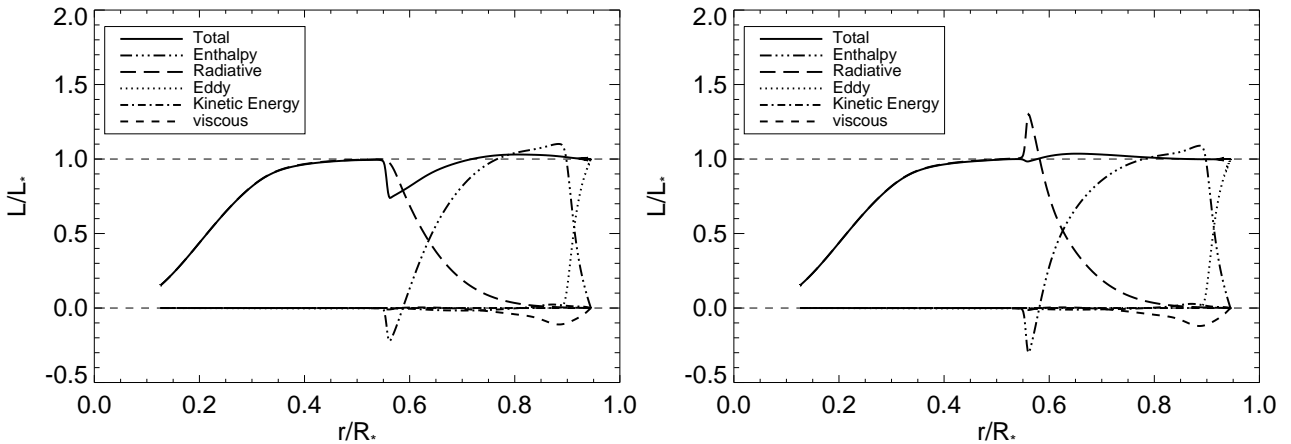 2.0
1.5
1.0
0.5
0.0
-0.5
L/L*
Total
Enthalpy
Radiative
Eddy
Kinetic Energy
viscous
0.0 0.2 0.4 0.6 0.8 1.0
r/R*
2.0
1.5
1.0
0.5
0.0
-0.5
L/L*
Total
Enthalpy
Radiative
Eddy
Kinetic Energy
viscous
0.0 0.2 0.4 0.6 0.8 1.0
r/R*